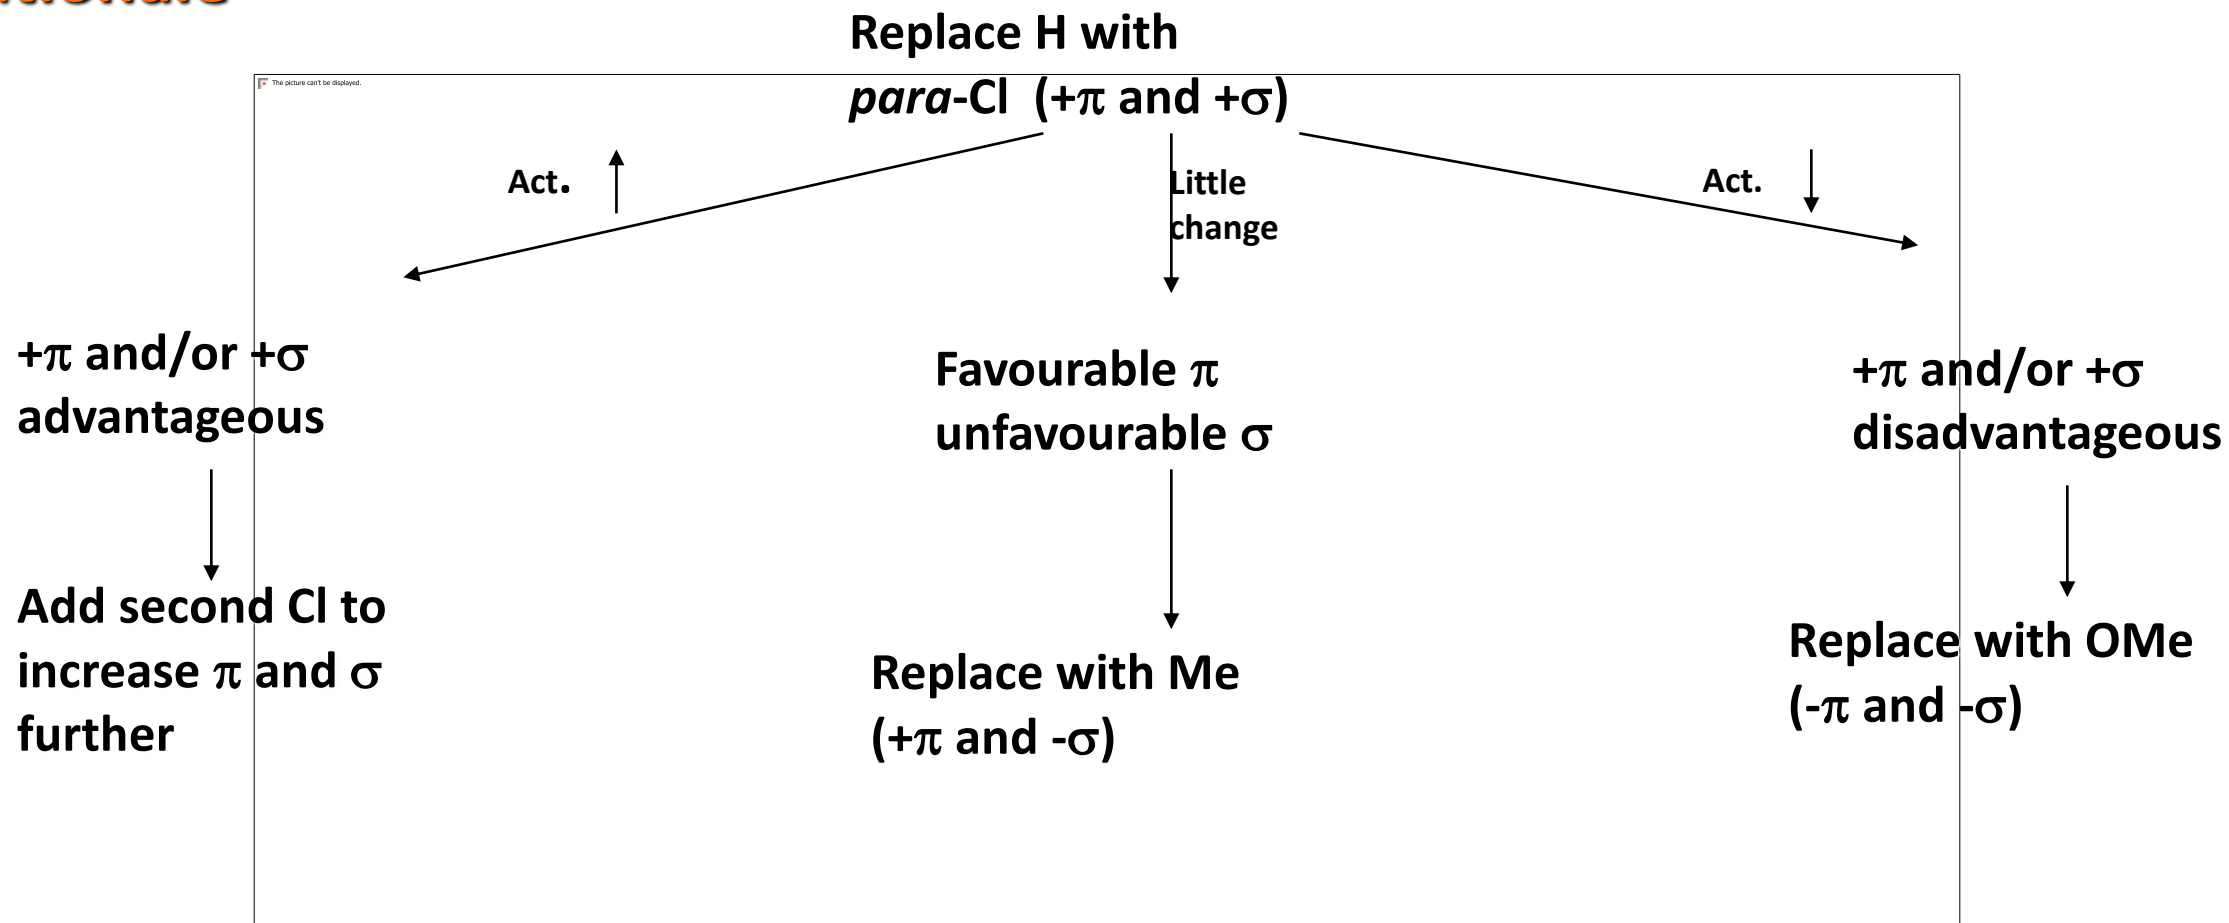 Replace H with
para-Cl (+π and +σ)
The picture can't be displayed.
Act.
Little
change
Act.
+π and/or +σ
advantageous
Favourable π
unfavourable σ
+π and/or +σ
disadvantageous
Add second Cl to
increase π and σ
further
Replace with Me
(+π and -σ)
Replace with OMe
(-π and -σ)